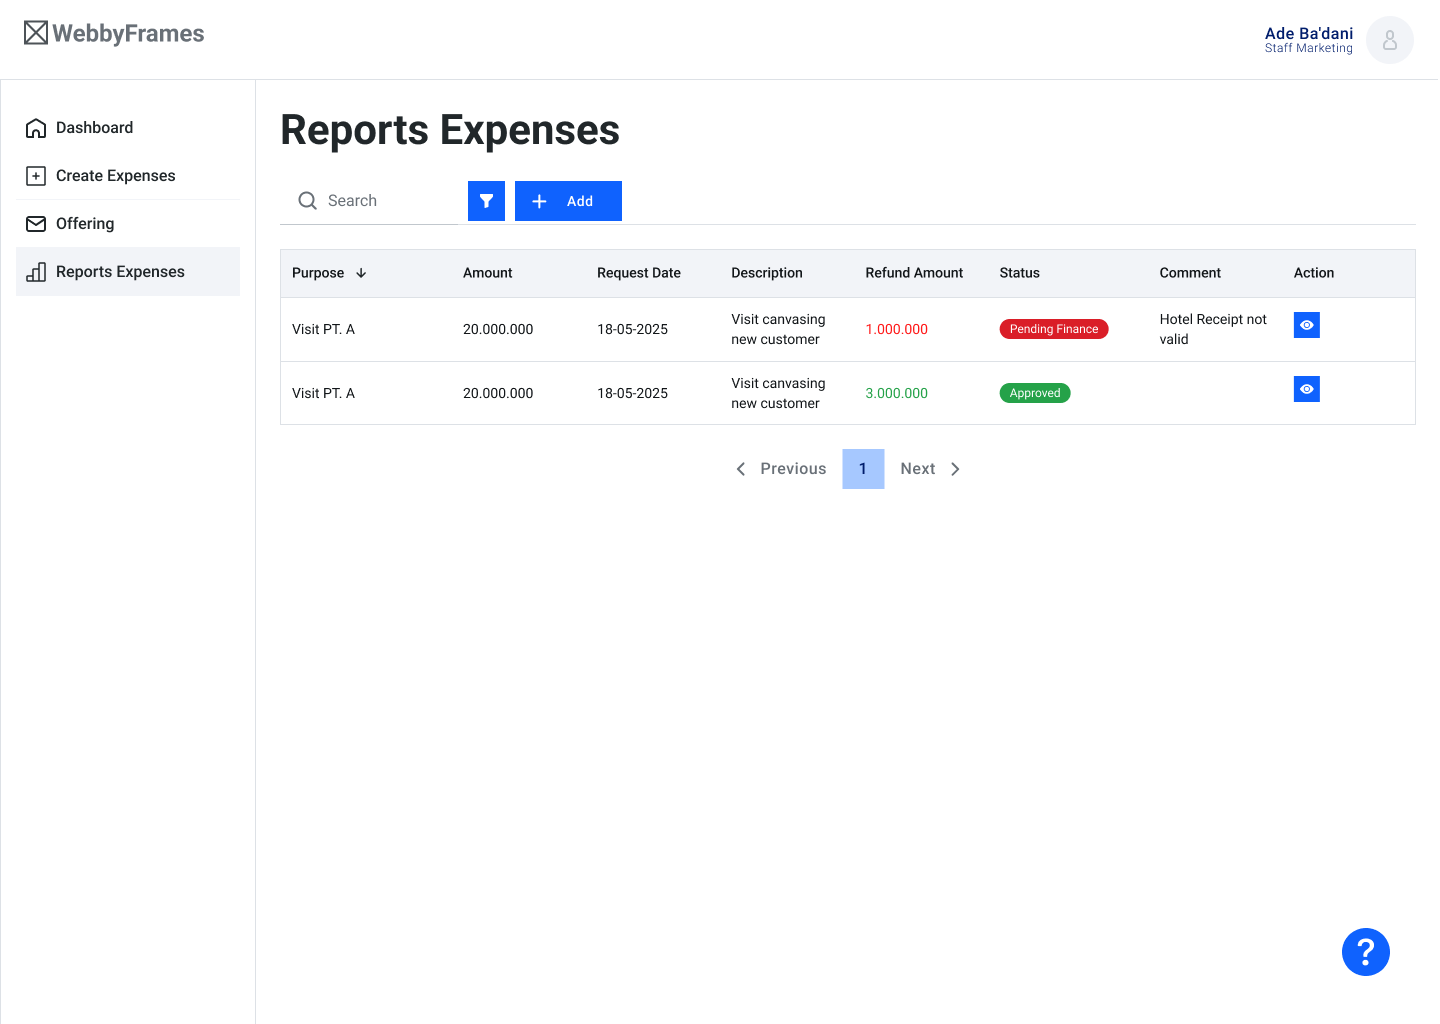 WebbyFrames
Ade Ba'dani
Staff Marketing
Dashboard
Create Expenses
Offering
Reports Expenses
Reports Expenses
Search
Add
Purpose Amount Request Date Description Refund Amount Status Comment Action
Visit PT. A 20.000.000 18-05-2025 Visit canvasing new customer 1.000.000 Pending Finance Hotel Receipt not valid
Visit PT. A 20.000.000 18-05-2025 Visit canvasing new customer 3.000.000 Approved
Previous 1 Next
?